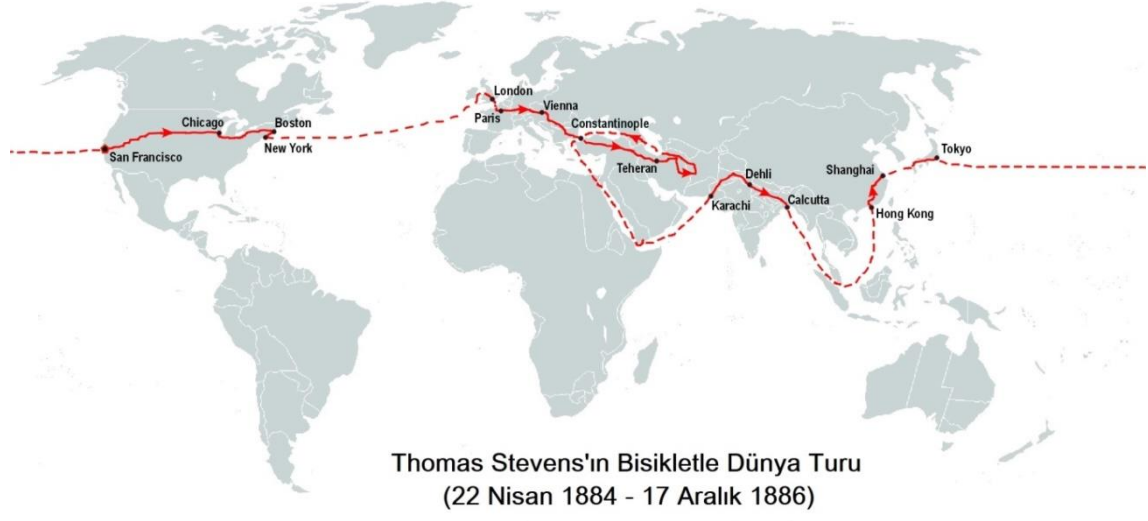 London
Paris
Vienna
Chicago
Boston
New York
San Francisco
Constantinople
Teheran
Dehli
Karachi
Calcutta
Shanghai
Tokyo
Hong Kong
Thomas Stevens'ın Bisikletle Dünya Turu
(22 Nisan 1884 - 17 Aralık 1886)